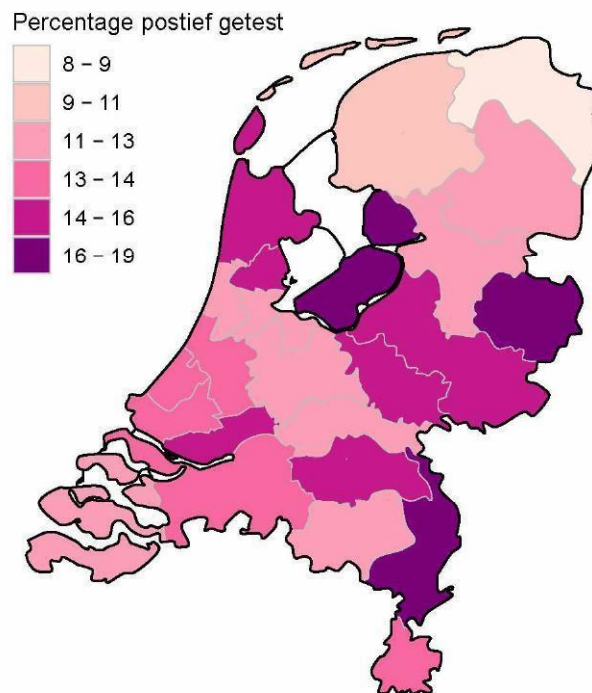 Percentage postief getest
8 – 9
9 – 11
11 – 13
13 – 14
14 – 16
16 – 19